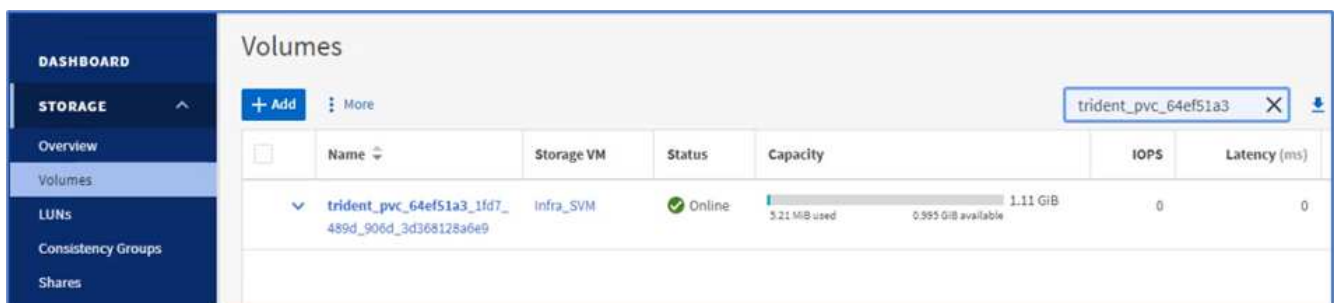 DASHBOARD
STORAGE
Overview
Volumes
LUNs
Consistency Groups
Shares
Volumes
+ Add
More
trident_pvc_64ef51a3
Name
Storage VM
Status
Capacity
IOPS
Latency (ms)
trident_pvc_64ef51a3_1fd7_
489d_906d_3d368128a6e9
Infra_SVM
Online
5.21 MiB used
0.995 GiB available
1.11 GiB
0
0